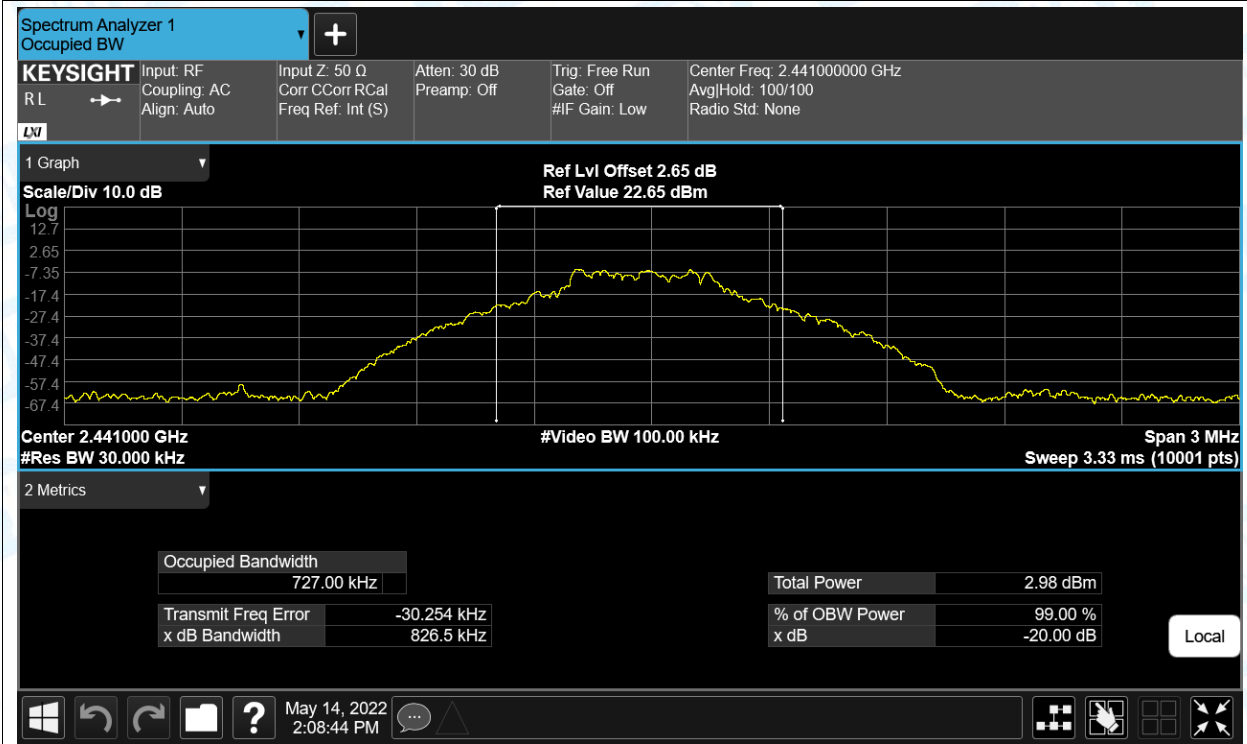 Spectrum Analyzer 1
Occupied BW
KEYSIGHT
R L
LXI
Input: RF
Coupling: AC
Align: Auto
Input Z: 50 Ω
Corr CCorr RCal
Freq Ref: Int (S)
Atten: 30 dB
Preamp: Off
Trig: Free Run
Gate: Off
#IF Gain: Low
Center Freq: 2.441000000 GHz
Avg|Hold: 100/100
Radio Std: None
1 Graph
Scale/Div 10.0 dB
Ref Lvl Offset 2.65 dB
Ref Value 22.65 dBm
Log
12.7
2.65
-7.35
-17.4
-27.4
-37.4
-47.4
-57.4
-67.4
Center 2.441000 GHz
#Video BW 100.00 kHz
Span 3 MHz
#Res BW 30.000 kHz
Sweep 3.33 ms (10001 pts)
2 Metrics
Occupied Bandwidth
727.00 kHz
Transmit Freq Error -30.254 kHz
x dB Bandwidth 826.5 kHz
Total Power 2.98 dBm
% of OBW Power 99.00 %
x dB -20.00 dB
Local
?
May 14, 2022
2:08:44 PM